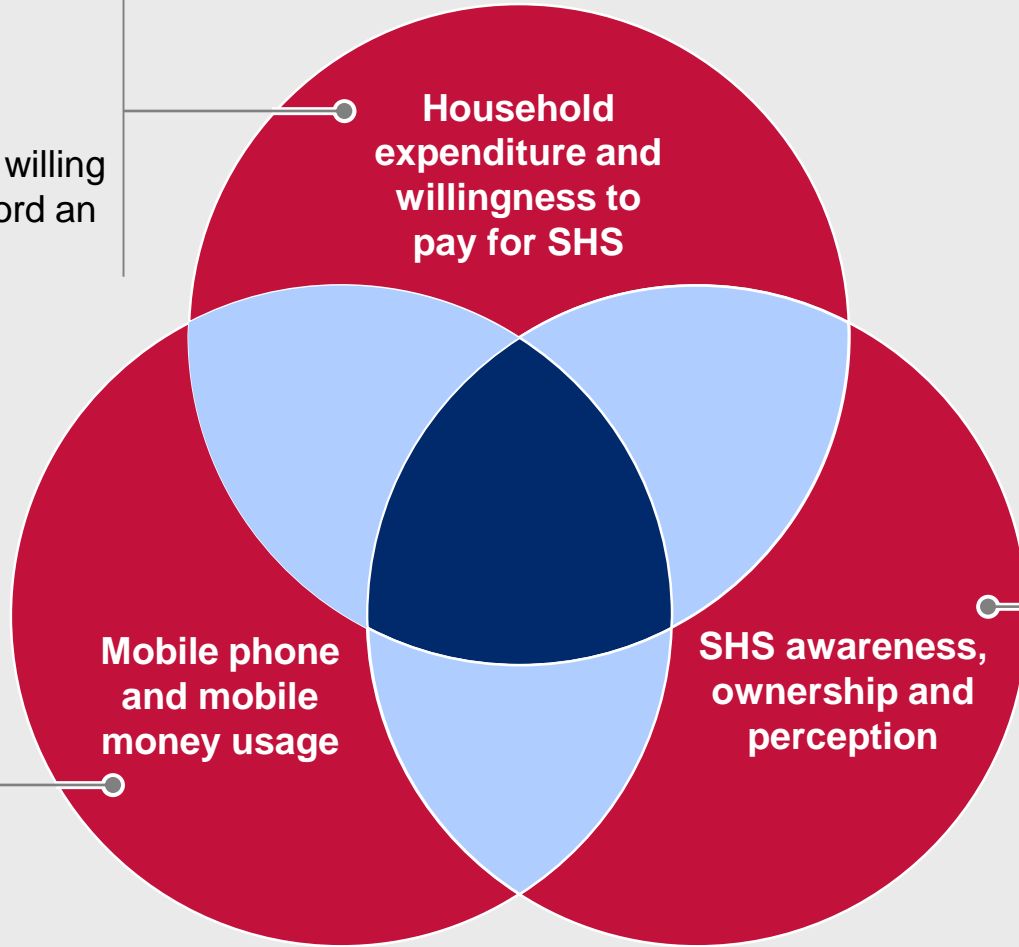 Household
expenditure and
willingness to
pay for SHS
willing
an
Mobile phone
and mobile
money usage
SHS awareness,
ownership and
perception